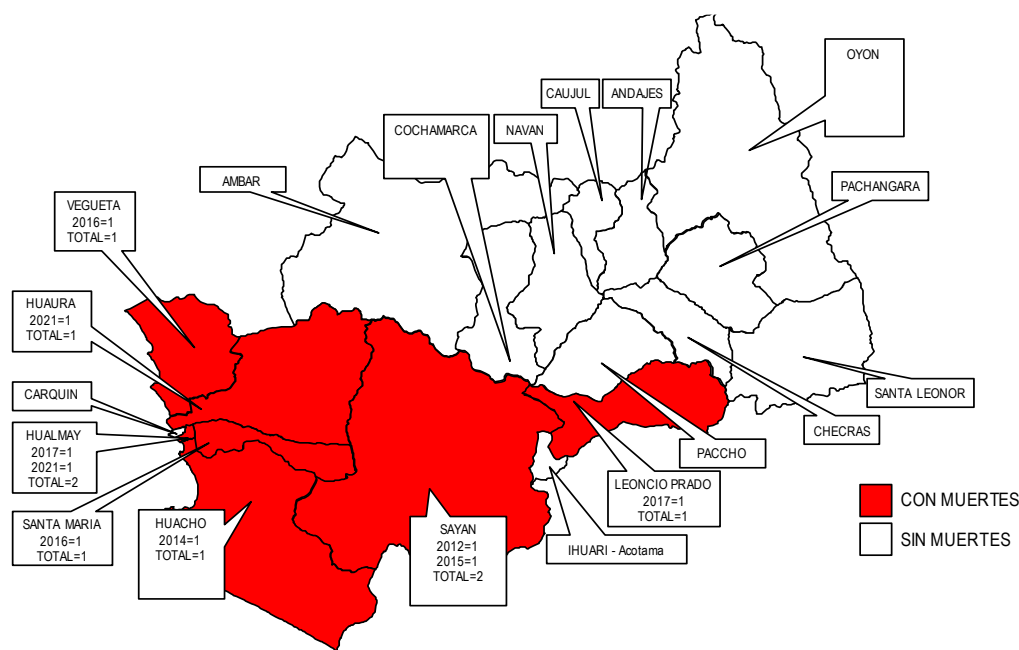 OYON
CAUJUL
ANDAJES
COCHAMARCA
NAVAN
AMBAR
PACHANGARA
VEGUETA
2016=1
TOTAL=1
HUAURA
2021=1
TOTAL=1
CARQUIN
HUALMAY
2017=1
2021=1
TOTAL=2
SANTA MARIA
2016=1
TOTAL=1
HUACHO
2014=1
TOTAL=1
SAYAN
2012=1
2015=1
TOTAL=2
IHUARI - Acotama
LEONCIO PRADO
2017=1
TOTAL=1
PACCHO
CHECRAS
SANTA LEONOR
CON MUERTES
SIN MUERTES